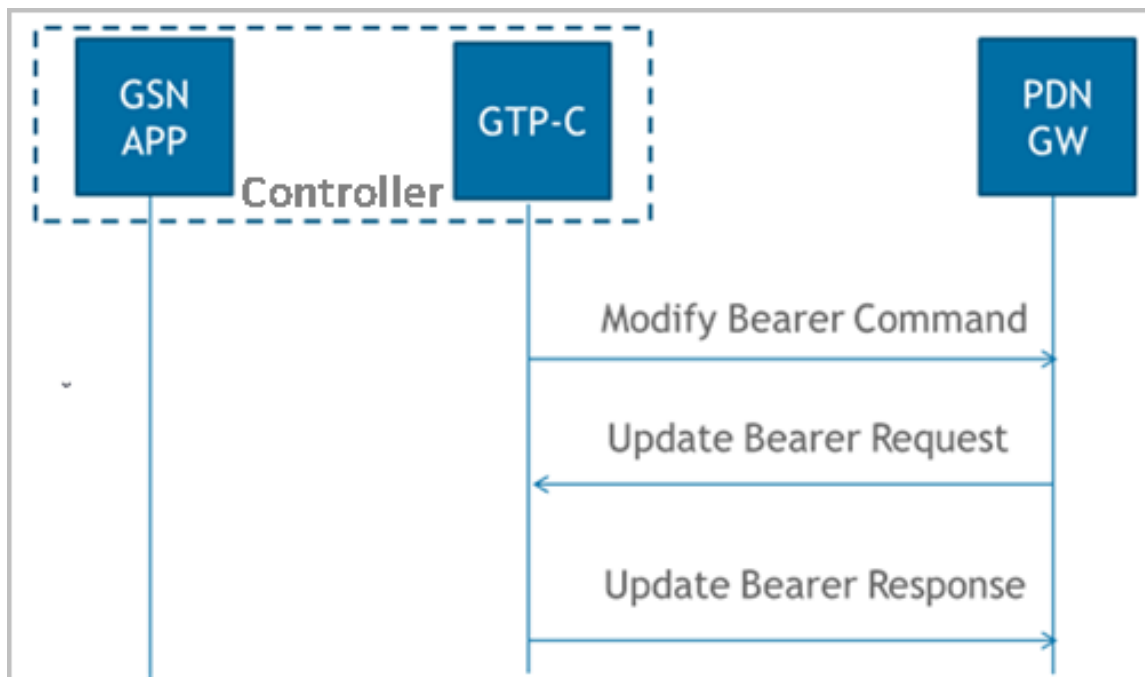 GSN
APP
GTP-C
PDN
GW
Controller
Modify Bearer Command
Update Bearer Request
Update Bearer Response